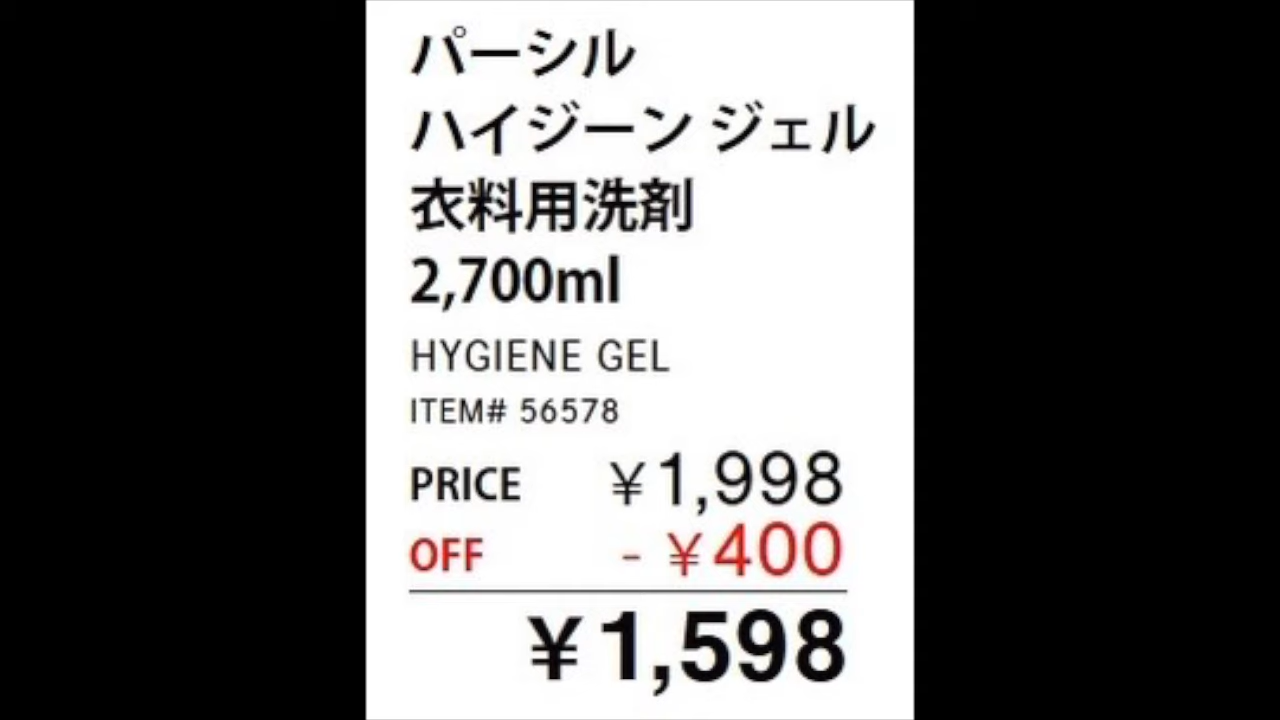 パーシル
ハイジーン ジェル
衣料用洗剤
2,700ml
HYGIENE GEL
ITEM# 56578
PRICE ¥1,998
OFF - ¥400
¥1,598